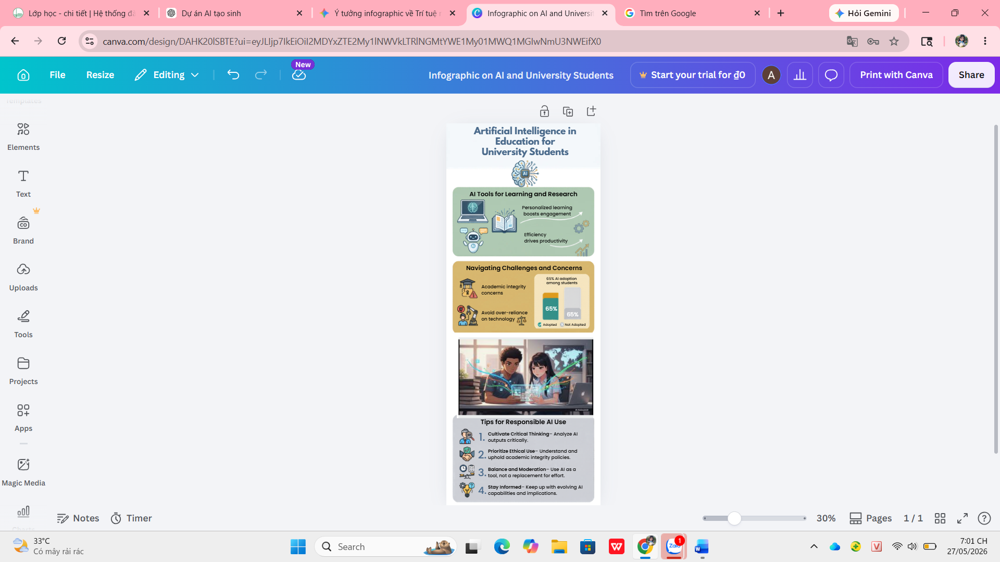 Lớp học - chi tiết | Hệ thống đà
Dự án AI tạo sinh
Ý tưởng infographic về Trí tuệ n
Infographic on AI and Universit
Tìm trên Google
Hỏi Gemini
canva.com/design/DAHK20lSBTE?ui=eyJLIjp7IkEiOiI2MDYxZTE2My1lNWVkLTRlNGMtYWE1My01MWQ1MGIwNmU3NWEifX0
New
File
Resize
Editing
Infographic on AI and University Students
Start your trial for ₫0
A
Print with Canva
Share
Templates
Elements
Text
Brand
Uploads
Tools
Projects
Apps
Magic Media
Charts
Artificial Intelligence in
Education for
University Students
AI
AI Tools for Learning and Research
Personalized learning
boosts engagement
Efficiency
drives productivity
Navigating Challenges and Concerns
Academic integrity
concerns
Avoid over-reliance
on technology
65% AI adoption
among students
65%
65%
Adopted
Not Adopted
Tips for Responsible AI Use
1. Cultivate Critical Thinking– Analyze AI
outputs critically.
2. Prioritize Ethical Use– Understand and
uphold academic integrity policies.
3. Balance and Moderation– Use AI as a
tool, not a replacement for effort.
4. Stay Informed– Keep up with evolving AI
capabilities and implications.
Notes
Timer
30%
Pages
1 / 1
33°C
Có mây rải rác
Search
Zalo
1
7:01 CH
27/05/2026